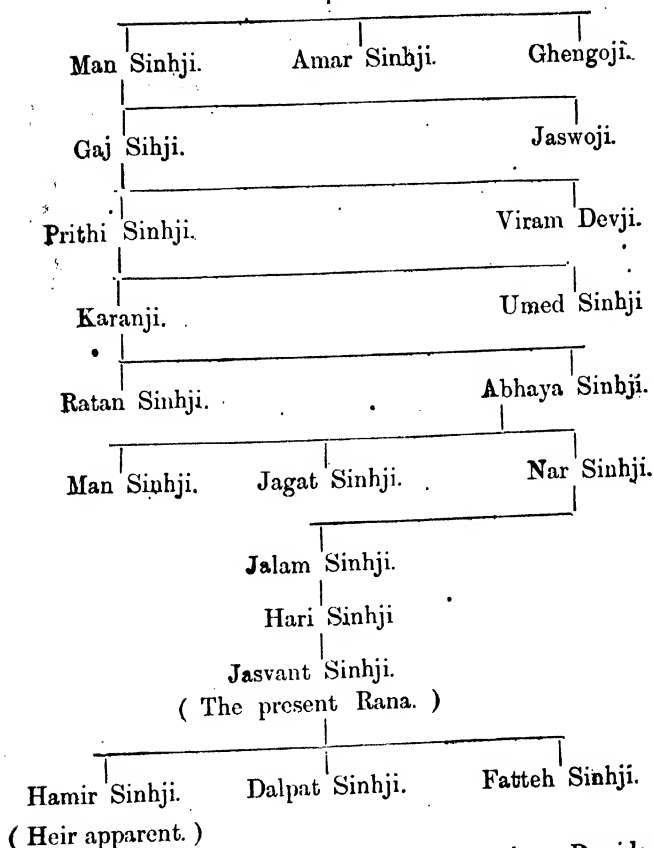 Man Sinhji. Amar Sinhji. Ghengoji.
Gaj Sihji. Jaswoji.
Prithi Sinhji. Viram Devji.
Karanji. Umed Sinhji
Ratan Sinhji. Abhaya Sinhji.
Man Sinhji. Jagat Sinhji. Nar Sinhji.
Jalam Sinhji.
Hari Sinhji
Jasvant Sinhji.
( The present Rana. )
Hamir Sinhji. Dalpat Sinhji. Fatteh Sinhji.
( Heir apparent. )